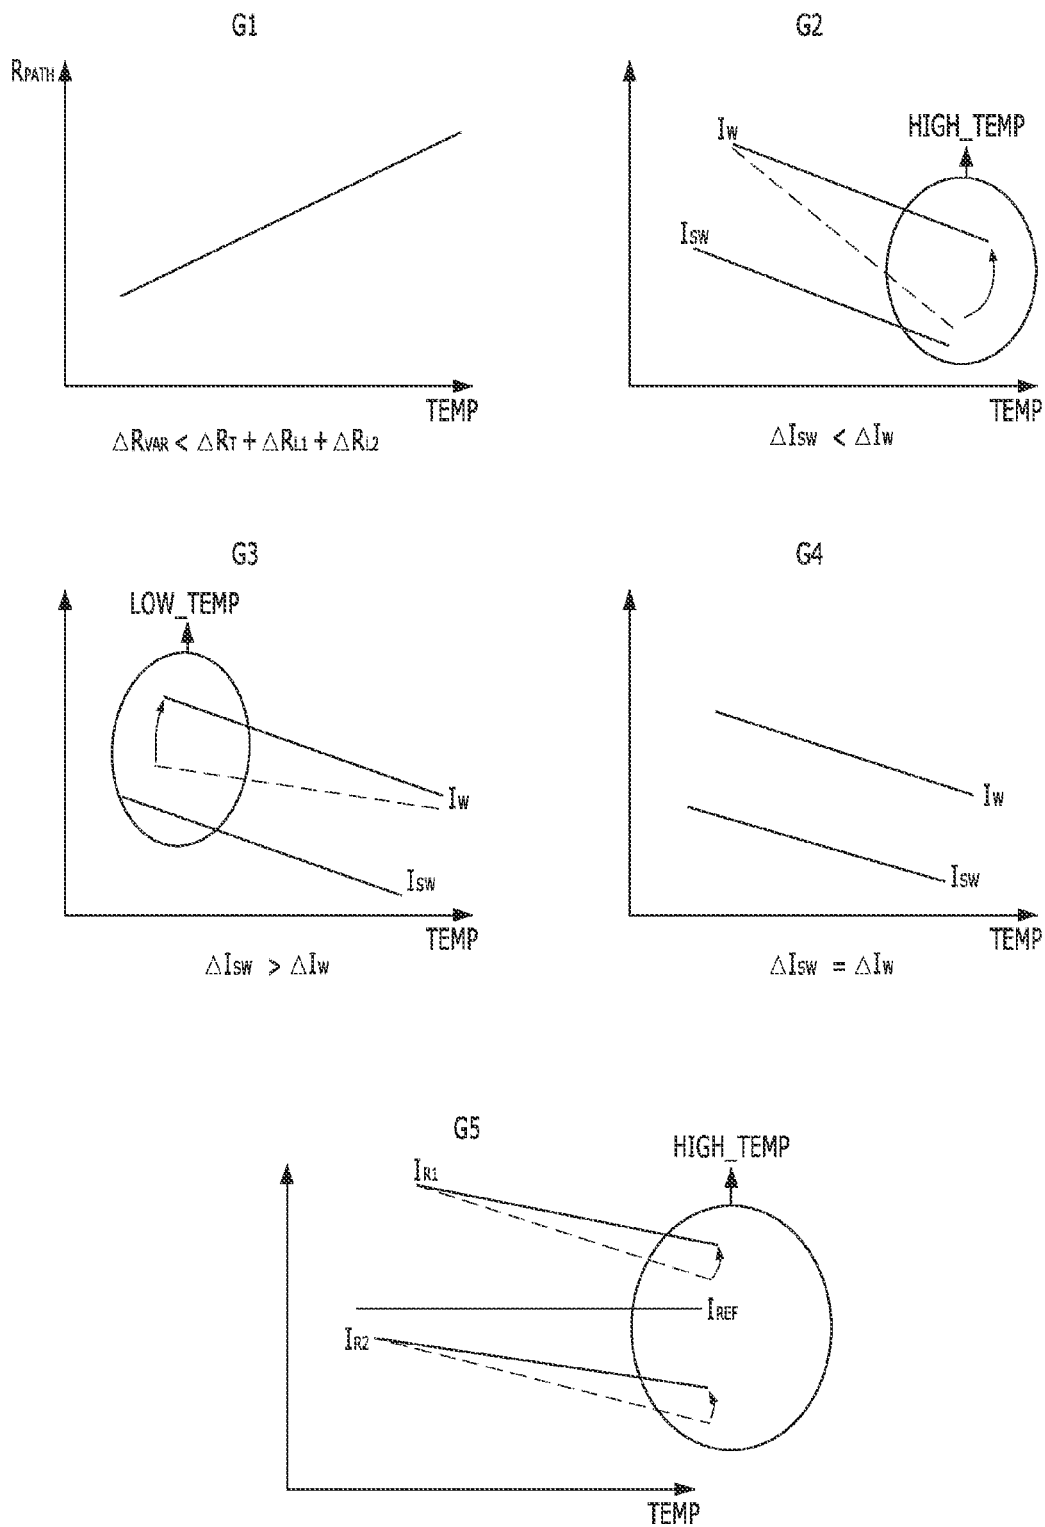 G1
RPATH
TEMP
△RVAR < △RT + △RL1 + △RL2
G2
HIGH_TEMP
IW
ISW
TEMP
△ISW < △IW
G3
LOW_TEMP
IW
ISW
TEMP
△ISW > △IW
G4
IW
ISW
TEMP
△ISW = △IW
G5
HIGH_TEMP
IR1
IREF
IR2
TEMP